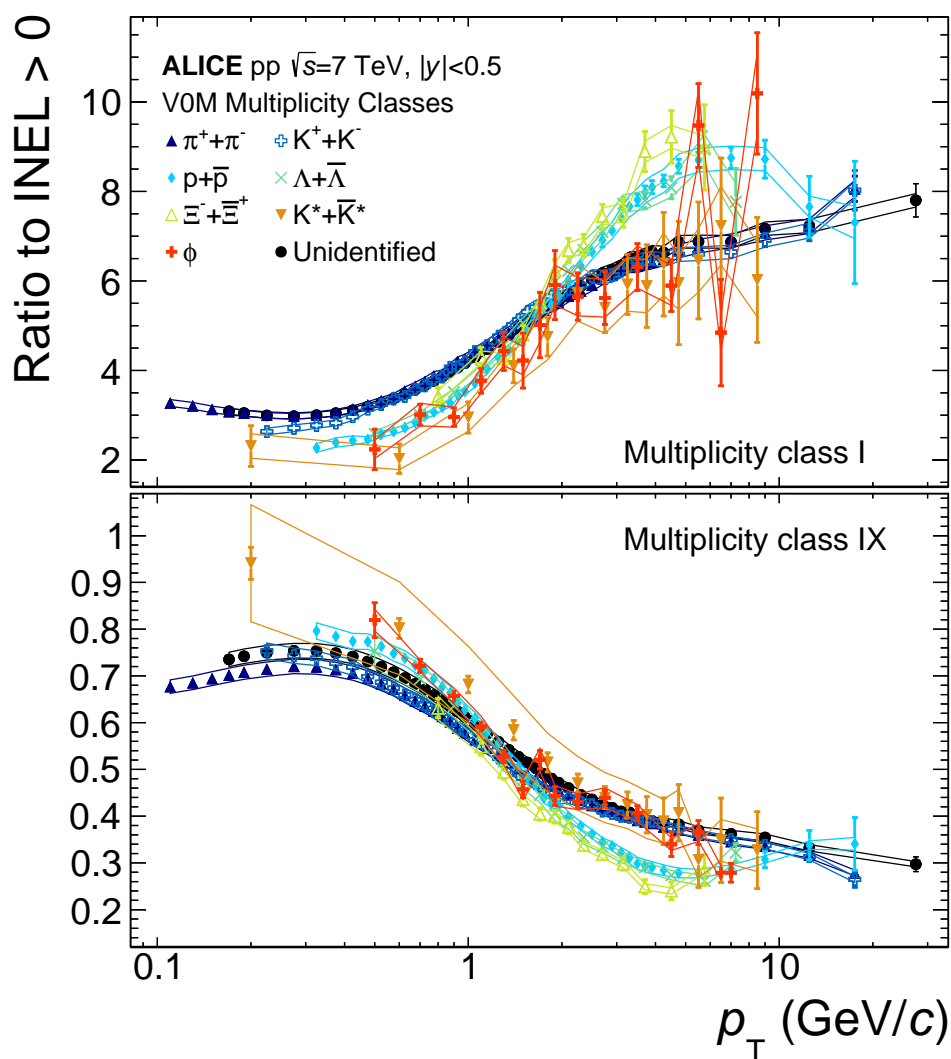 Ratio to INEL > 0
ALICE pp √s=7 TeV, |y|<0.5
V0M Multiplicity Classes
π⁺+π⁻ K⁺+K⁻
p+p̅ Λ+Λ̅
Ξ⁻+Ξ̅⁺ K*+K̅*
ϕ Unidentified
10
8
6
4
2
Multiplicity class I
Multiplicity class IX
1
0.9
0.8
0.7
0.6
0.5
0.4
0.3
0.2
0.1 1 10
p_T (GeV/c)